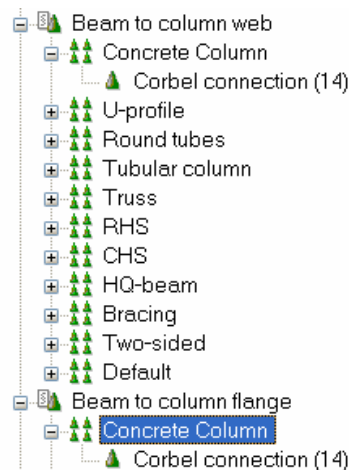 Beam to column web
Concrete Column
Corbel connection (14)
U-profile
Round tubes
Tubular column
Truss
RHS
CHS
HQ-beam
Bracing
Two-sided
Default
Beam to column flange
Concrete Column
Corbel connection (14)